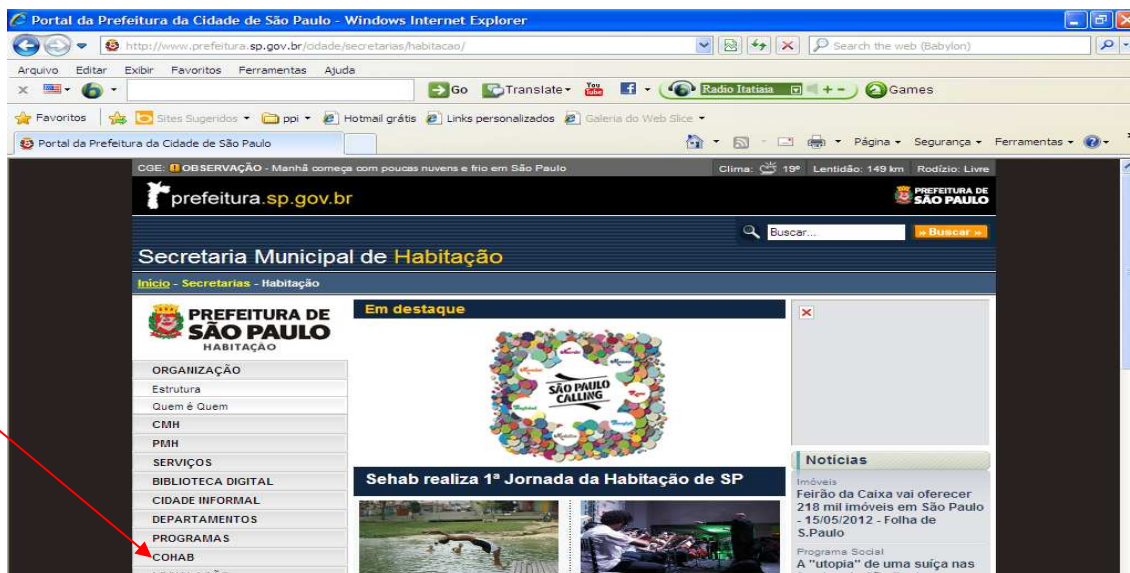 Portal da Prefeitura da Cidade de São Paulo - Windows Internet Explorer
http://www.prefeitura.sp.gov.br/cidade/secretarias/habitacao/
Search the web (Babylon)
Arquivo Editar Exibir Favoritos Ferramentas Ajuda
Go Translate You Tube Radio Itatiaia Games
Favoritos Sites Sugeridos ppi Hotmail grátis Links personalizados Galeria do Web Slice
Portal da Prefeitura da Cidade de São Paulo
Página Segurança Ferramentas
CGE: OBSERVAÇÃO - Manhã começa com poucas nuvens e frio em São Paulo
Clima: 19º Lentidão: 149 km Rodízio: Livre
prefeitura.sp.gov.br
PREFEITURA DE
SÃO PAULO
Buscar...
» Buscar »
Secretaria Municipal de Habitação
Início - Secretarias - Habitação
PREFEITURA DE
SÃO PAULO
HABITAÇÃO
ORGANIZAÇÃO
Estrutura
Quem é Quem
CMH
PMH
SERVIÇOS
BIBLIOTECA DIGITAL
CIDADE INFORMAL
DEPARTAMENTOS
PROGRAMAS
COHAB
Em destaque
SÃO PAULO
CALLING
Sehab realiza 1ª Jornada da Habitação de SP
Notícias
Imóveis
Feirão da Caixa vai oferecer
218 mil imóveis em São Paulo
- 15/05/2012 - Folha de
S.Paulo
Programa Social
A "utopia" de uma suíça nas